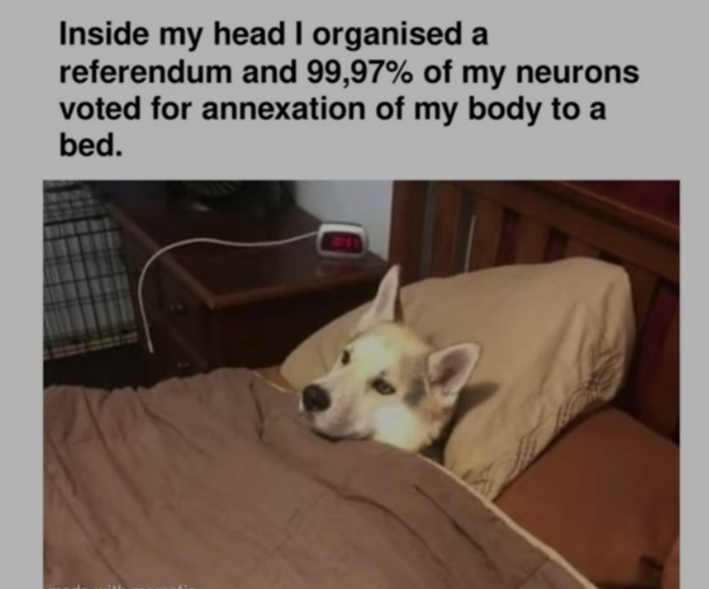 Inside my head I organised a
referendum and 99,97% of my neurons
voted for annexation of my body to a
bed.